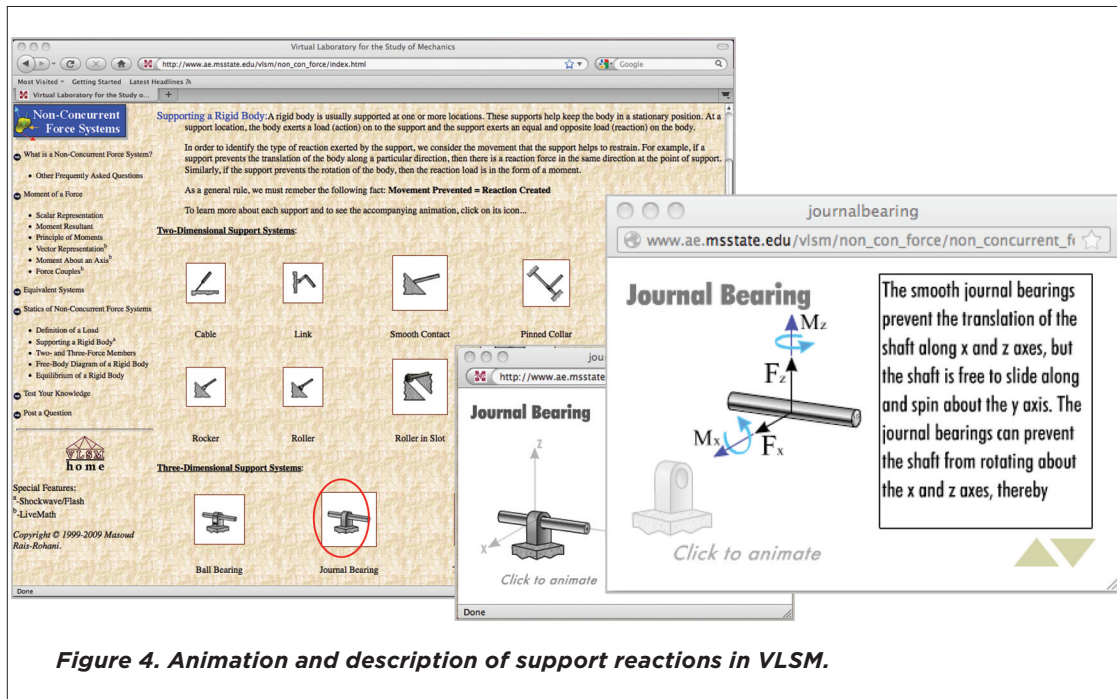 Virtual Laboratory for the Study of Mechanics
http://www.ae.msstate.edu/vlsm/non_con_force/index.html
Google
Most Visited Getting Started Latest Headlines
Virtual Laboratory for the Study o...
Non-Concurrent
Force Systems
What is a Non-Concurrent Force System?
Other Frequently Asked Questions
Moment of a Force
Scalar Representation
Moment Resultant
Principle of Moments
Vector Representation b
Moment About an Axis b
Force Couples b
Equivalent Systems
Statics of Non-Concurrent Force Systems
Definition of a Load
Supporting a Rigid Body a
Two- and Three-Force Members
Free-Body Diagram of a Rigid Body
Equilibrium of a Rigid Body
Test Your Knowledge
Post a Question
VLSM
home
Special Features:
a-Shockwave/Flash
b-LiveMath
Copyright © 1999-2009 Masoud
Rais-Rohani.
Done
Supporting a Rigid Body:A rigid body is usually supported at one or more locations. These supports help keep the body in a stationary position. At a
support location, the body exerts a load (action) on to the support and the support exerts an equal and opposite load (reaction) on the body.
In order to identify the type of reaction exerted by the support, we consider the movement that the support helps to restrain. For example, if a
support prevents the translation of the body along a particular direction, then there is a reaction force in the same direction at the point of support.
Similarly, if the support prevents the rotation of the body, then the reaction load is in the form of a moment.
As a general rule, we must remeber the following fact: Movement Prevented = Reaction Created
To learn more about each support and to see the accompanying animation, click on its icon...
Two-Dimensional Support Systems:
Cable Link Smooth Contact Pinned Collar
Rocker Roller Roller in Slot
Three-Dimensional Support Systems:
Ball Bearing Journal Bearing
jou
http://www.ae.msstate
Journal Bearing
z
x
Click to animate
Done
journalbearing
www.ae.msstate.edu/vlsm/non_con_force/non_concurrent_f
Journal Bearing
Mz
Fz
Mx
Fx
Click to animate
The smooth journal bearings
prevent the translation of the
shaft along x and z axes, but
the shaft is free to slide along
and spin about the y axis. The
journal bearings can prevent
the shaft from rotating about
the x and z axes, thereby
Figure 4. Animation and description of support reactions in VLSM.